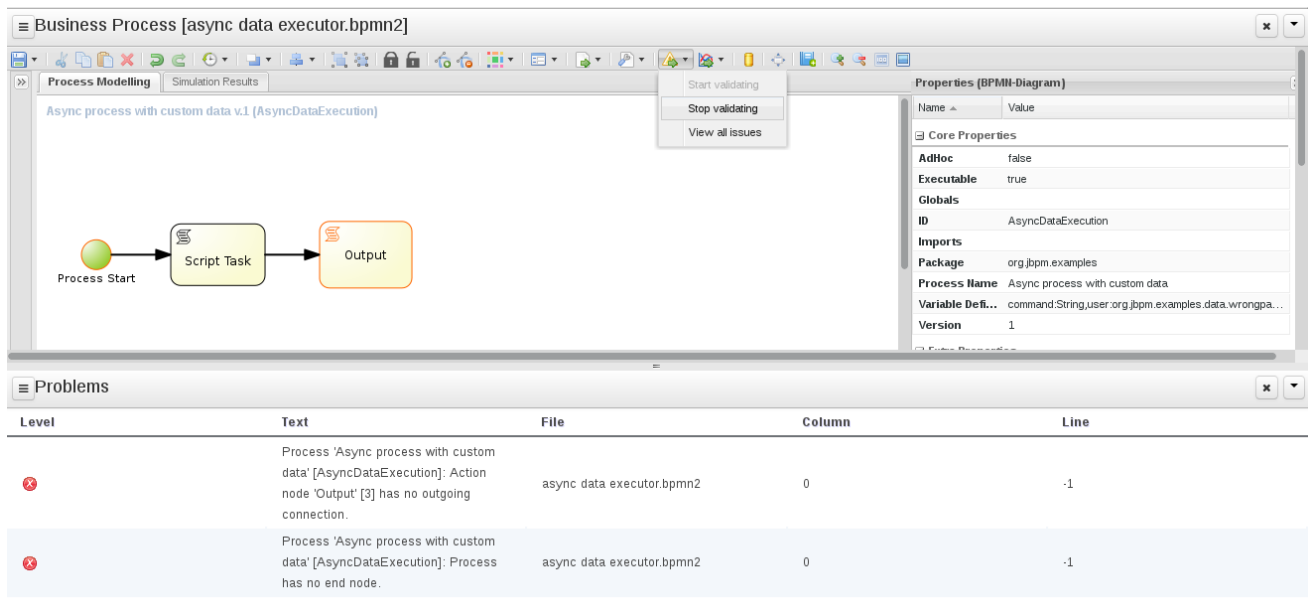 Business Process [async data executor.bpmn2]
Process Modelling
Simulation Results
Start validating
Stop validating
View all issues
Async process with custom data v.1 (AsyncDataExecution)
Process Start
Script Task
Output
Properties (BPMN-Diagram)
Name Value
Core Properties
AdHoc false
Executable true
Globals
ID AsyncDataExecution
Imports
Package org.jbpm.examples
Process Name Async process with custom data
Variable Defi... command:String,user:org.jbpm.examples.data.wrongpa...
Version 1
Problems
Level Text File Column Line
Process 'Async process with custom
data' [AsyncDataExecution]: Action
node 'Output' [3] has no outgoing
connection.
async data executor.bpmn2 0 -1
Process 'Async process with custom
data' [AsyncDataExecution]: Process
has no end node.
async data executor.bpmn2 0 -1